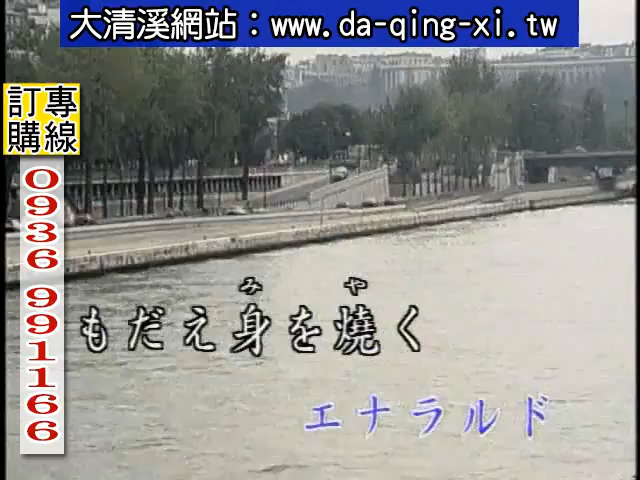 大清溪網站：www.da-qing-xi.tw
訂購專線
0936 991166
みや
もだえ身を焼く
エナラルド